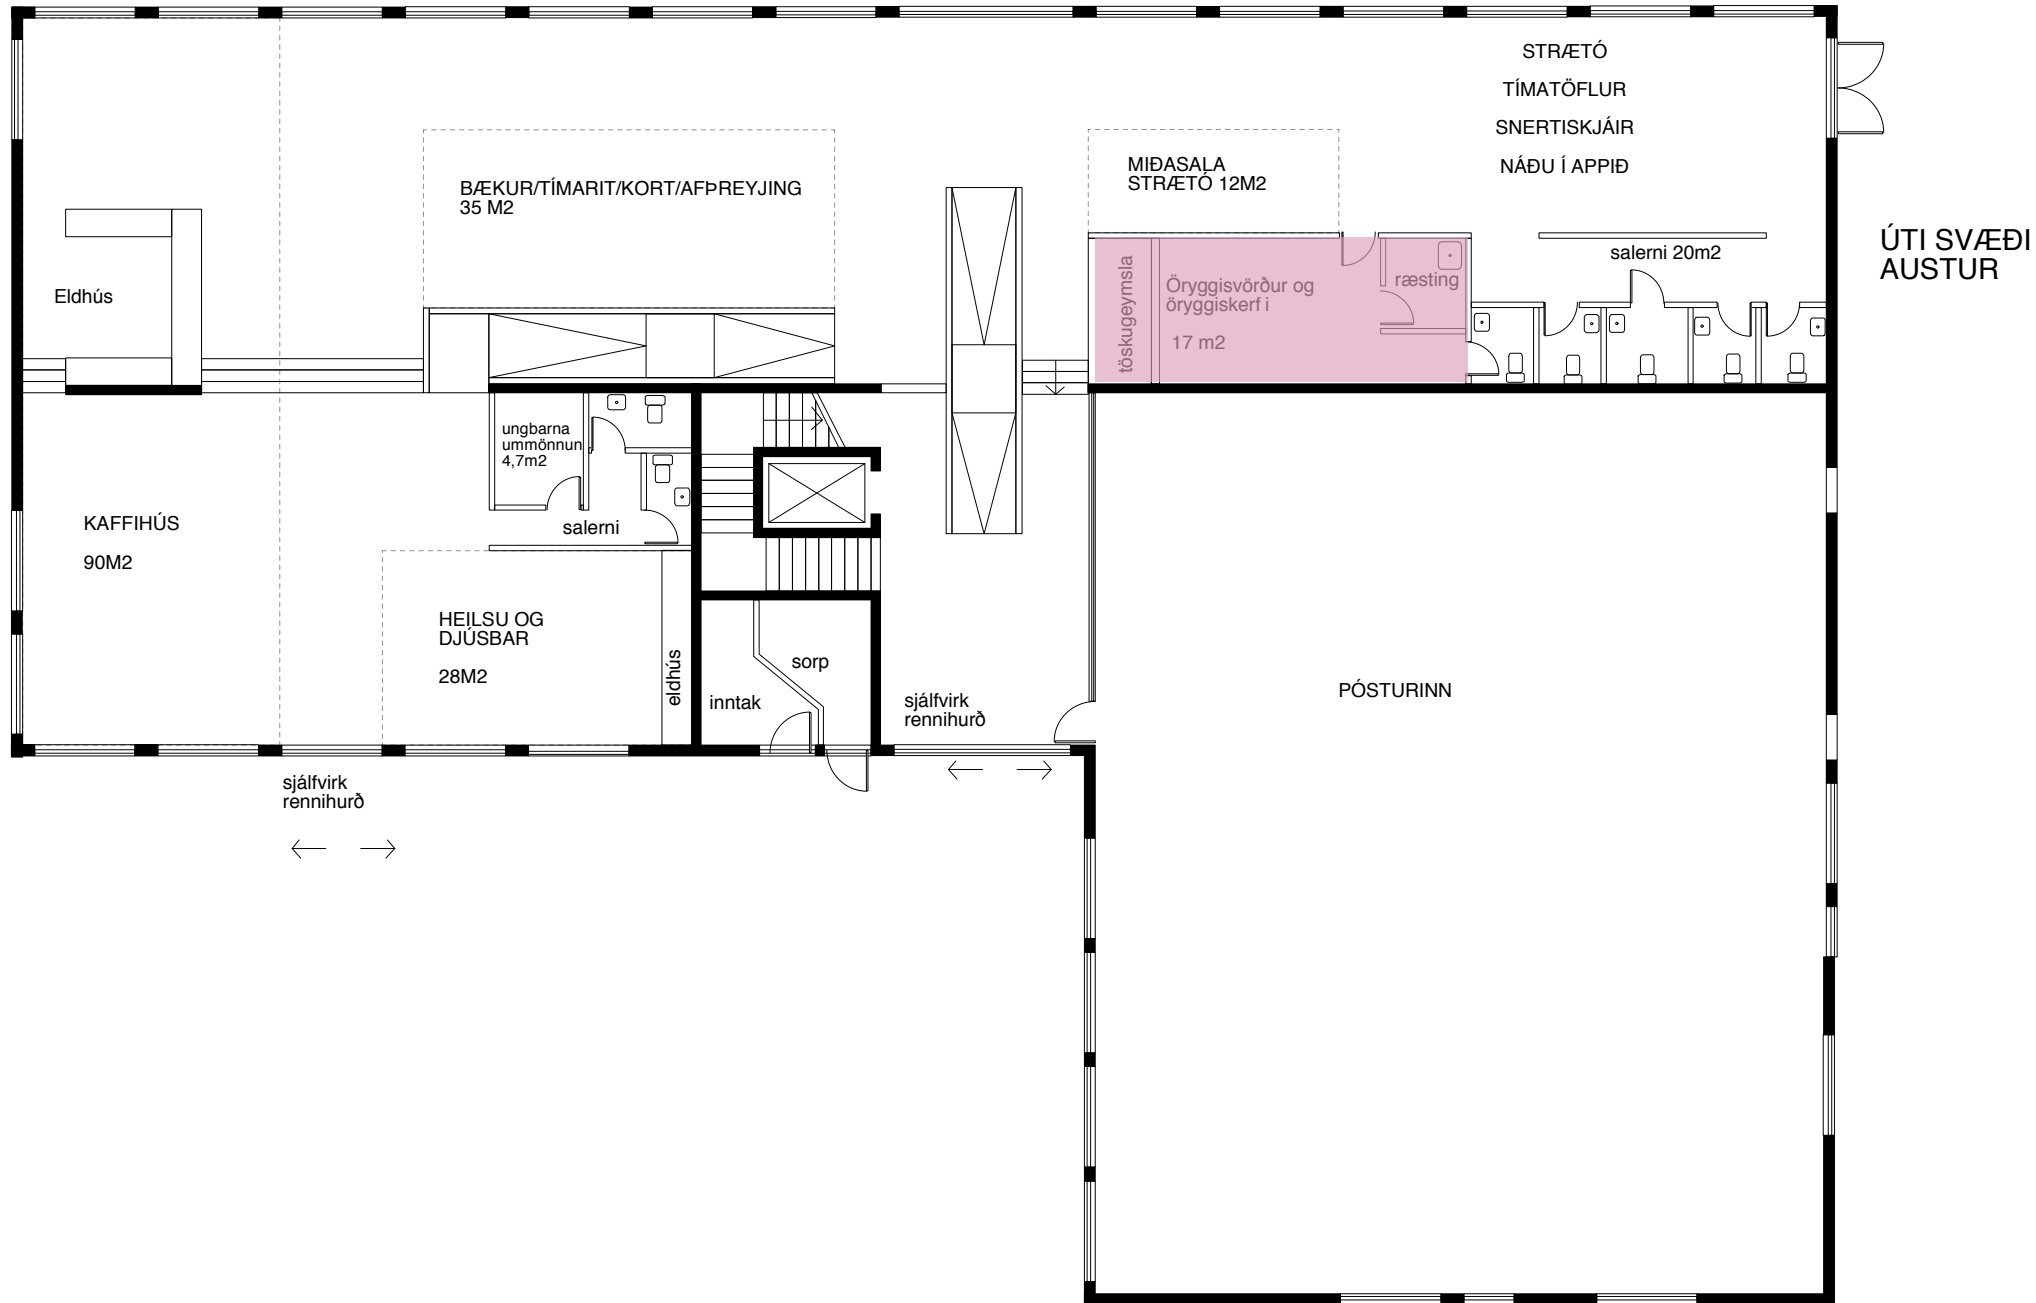 STRÆTÓ
TÍMATÖFLUR
SNERTISKJÁIR
NÁÐU Í APPIÐ
BÆKUR/TÍMARIT/KORT/AFÞREYJING
35 M2
MIÐASALA
STRÆTÓ 12M2
ÚTI SVÆÐI
AUSTUR
salerni 20m2
Eldhús
töskugeymsla
Öryggisvörður og
öryggiskerf i
17 m2
ræsting
ungbarna
ummönnun
4,7m2
salerni
KAFFIHÚS
90M2
HEILSU OG
DJÚSBAR
28M2
eldhús
sorp
inntak
sjálfvirk
rennihurð
PÓSTURINN
sjálfvirk
rennihurð